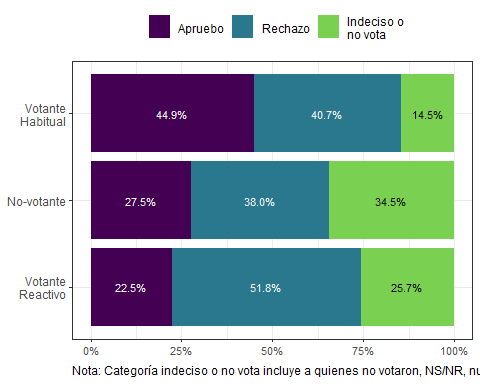 Apruebo
Rechazo
Indeciso o
no vota
Votante
Habitual
44.9%
40.7%
14.5%
No-votante
27.5%
38.0%
34.5%
Votante
Reactivo
22.5%
51.8%
25.7%
0%
25%
50%
75%
100%
Nota: Categoría indeciso o no vota incluye a quienes no votaron, NS/NR, nu